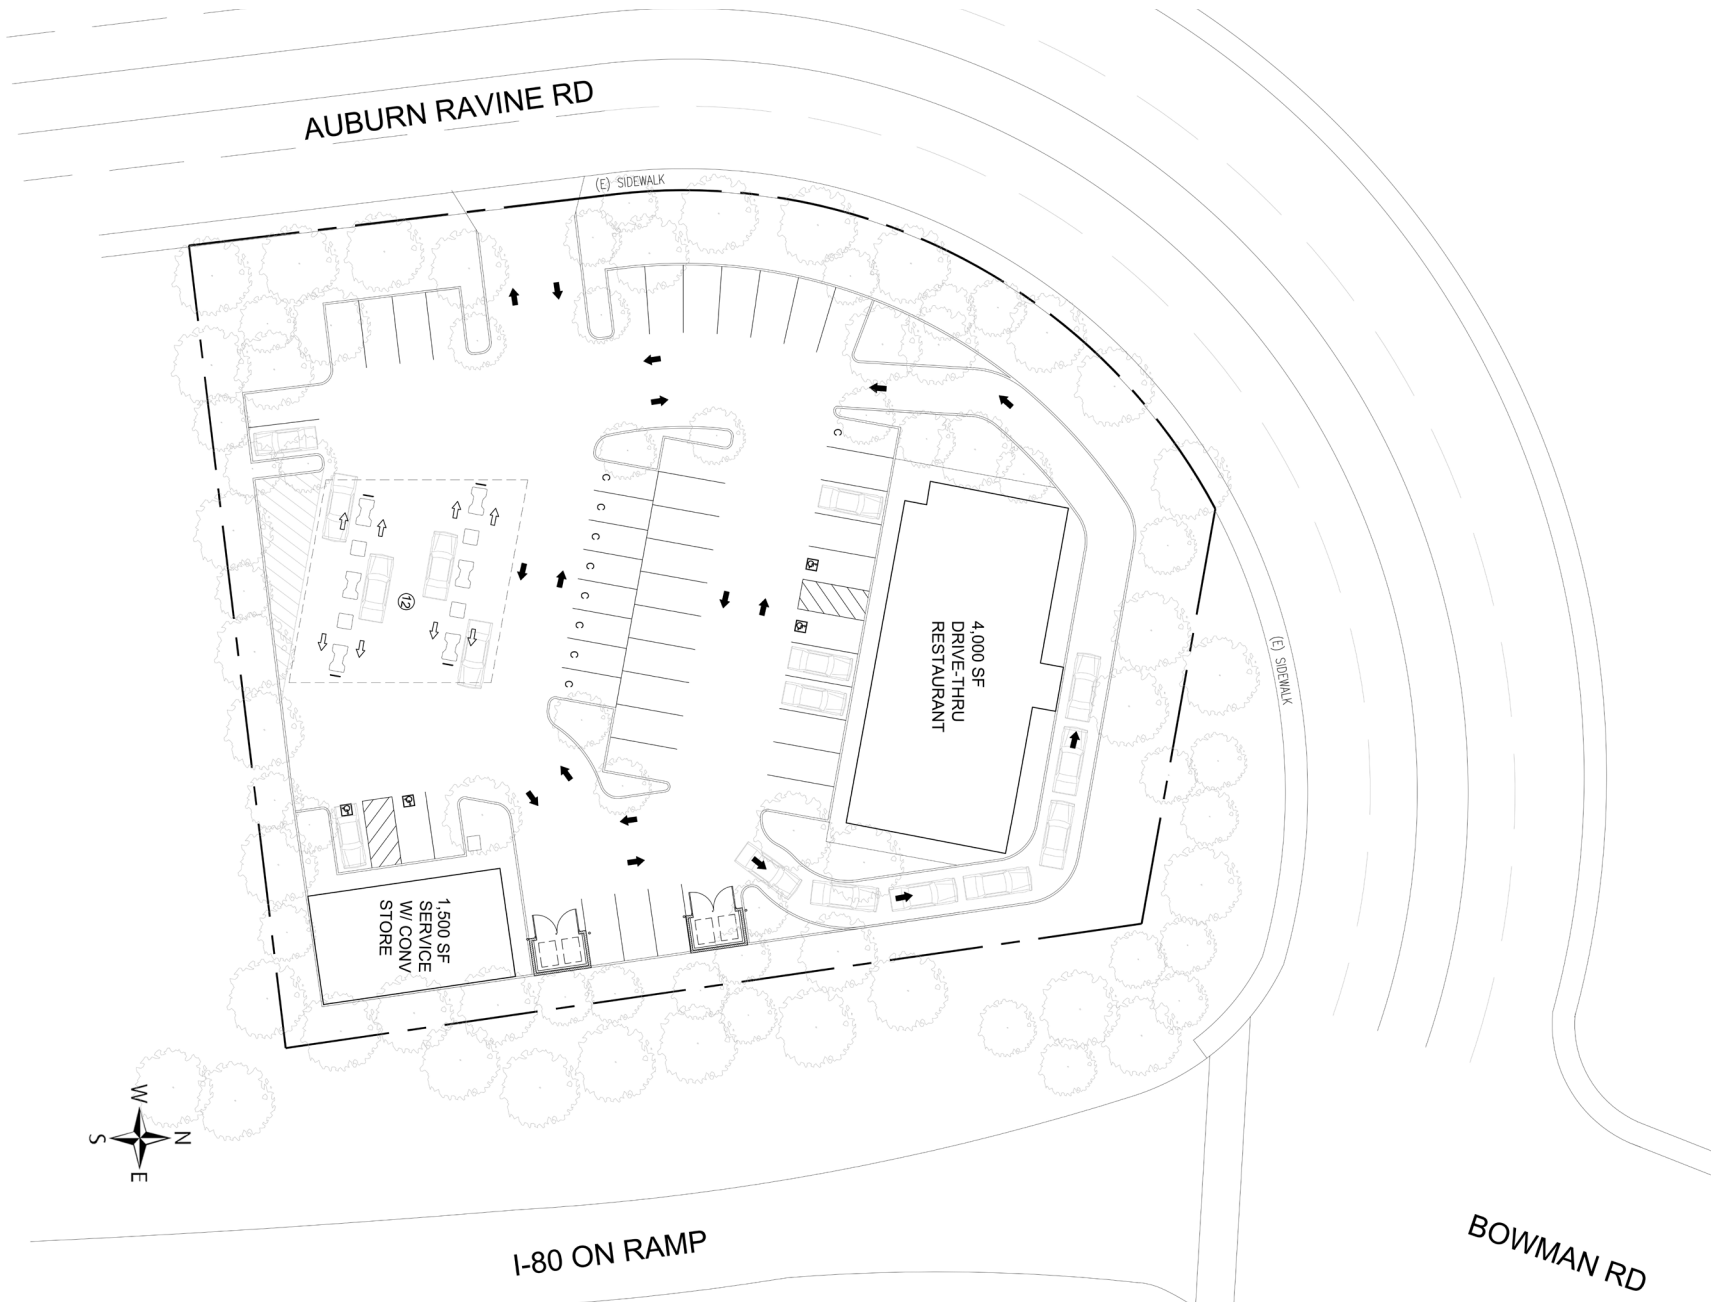 AUBURN RAVINE RD
(E) SIDEWALK
C
C
C
C
C
C
C
C
C
12
4,000 SF
DRIVE-THRU
RESTAURANT
(E) SIDEWALK
1,500 SF
SERVICE
W/ CONV
STORE
W
N
S
E
I-80 ON RAMP
BOWMAN RD